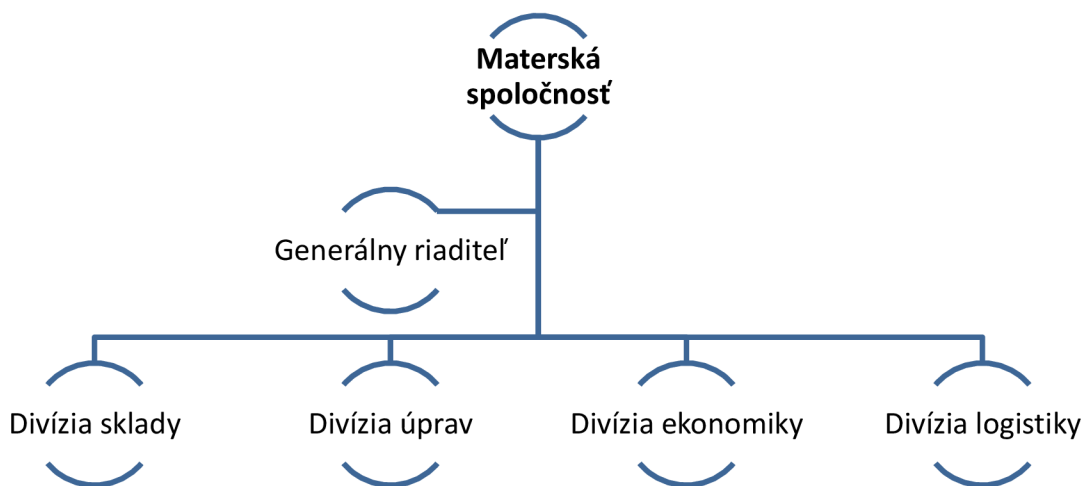 Materská
spoločnosť
Generálny riaditeľ
Divízia sklady
Divízia úprav
Divízia ekonomiky
Divízia logistiky